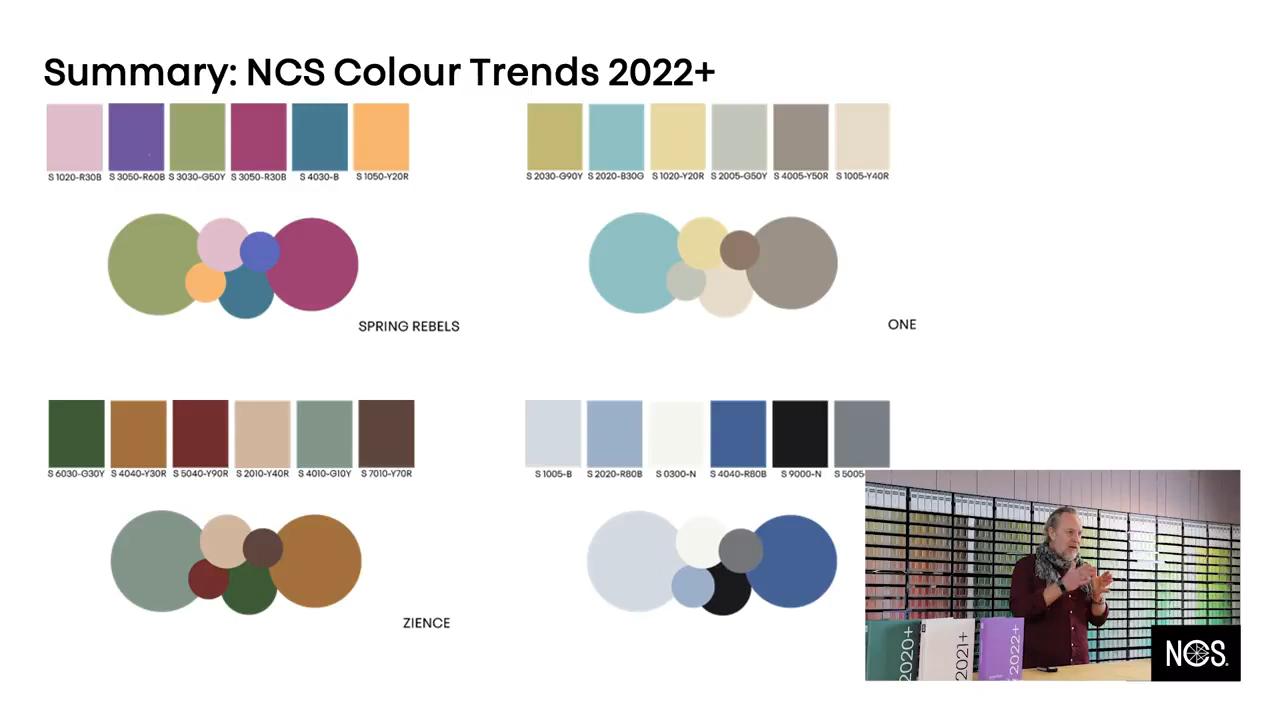 Summary: NCS Colour Trends 2022+
S 1020-R30B S 3050-R60B S 3030-G50Y S 3050-R30B S 4030-B S 1050-Y20R
S 2030-G90Y S 2020-B30G S 1020-Y20R S 2005-G50Y S 4005-Y50R S 1005-Y40R
SPRING REBELS
ONE
S 6030-G30Y S 4040-Y30R S 5040-Y90R S 2010-Y40R S 4010-G10Y S 7010-Y70R
S 1005-B S 2020-R80B S 0300-N S 4040-R80B S 9000-N S 5005-
ZIENCE
2020+
2021+
2022+
NCS